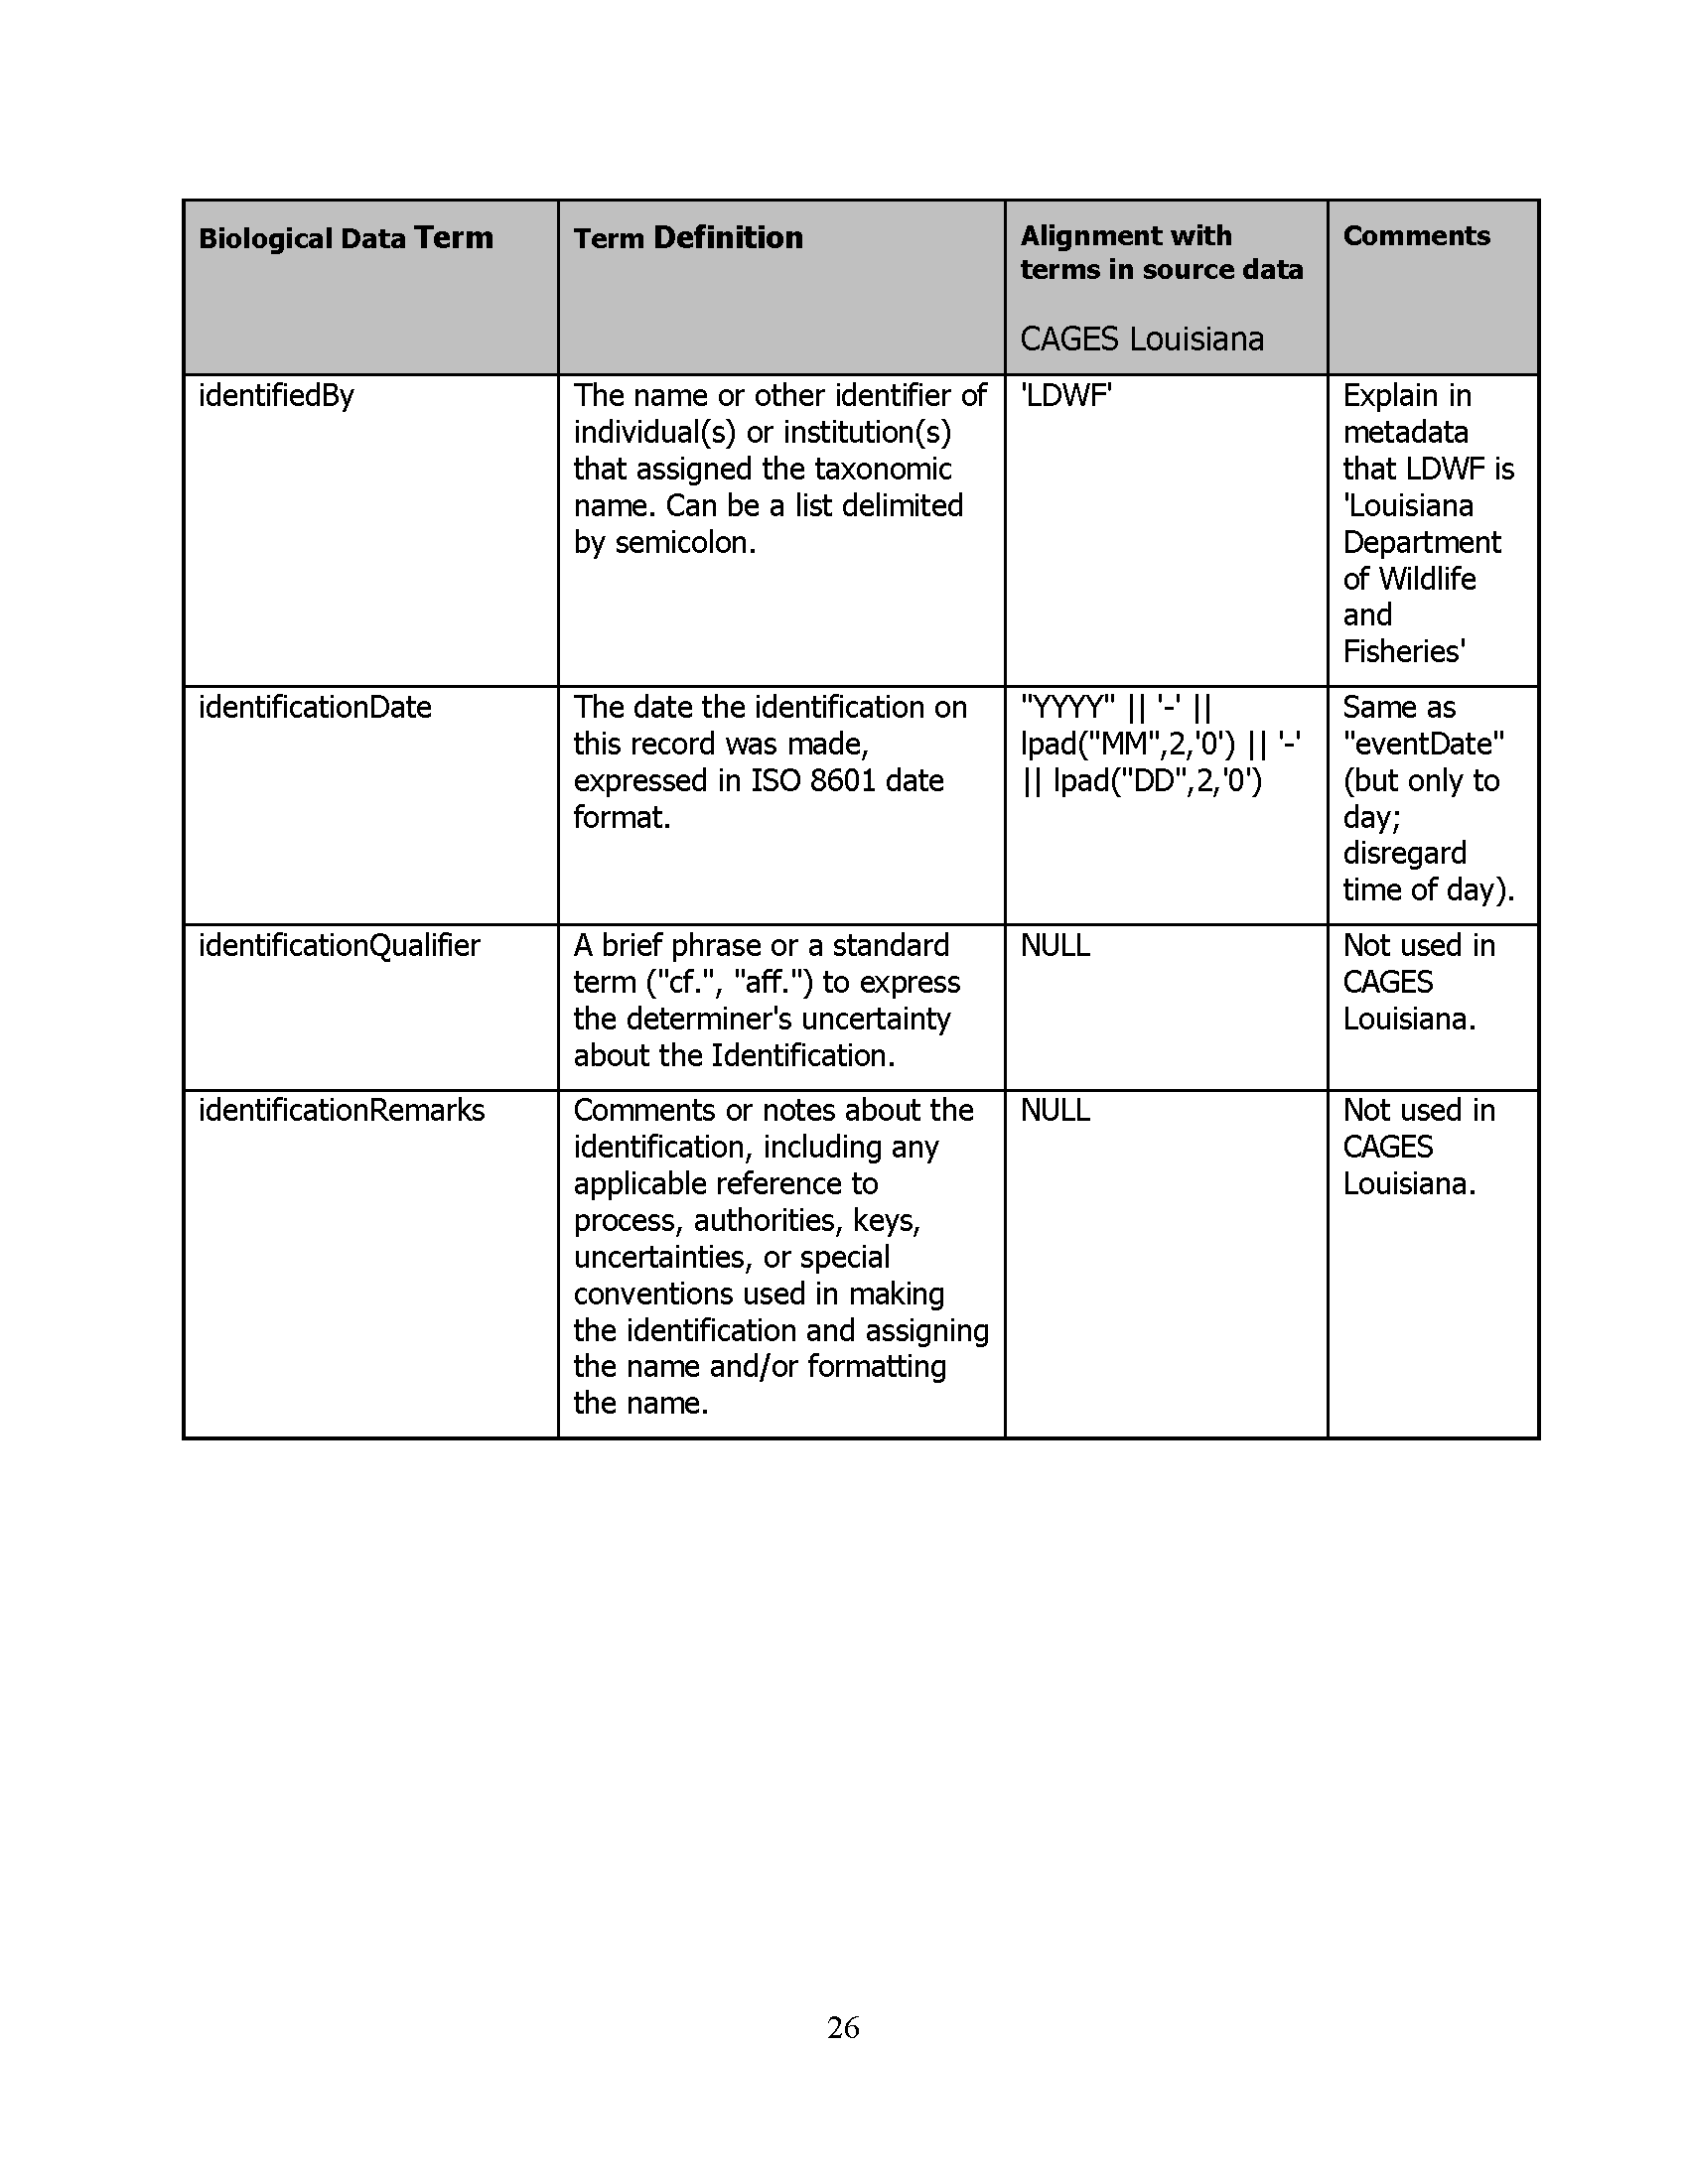 Biological Data Term
Term Definition
Alignment with
terms in source data
CAGES Louisiana
Comments
identifiedBy
The name or other identifier of
individual(s) or institution(s)
that assigned the taxonomic
name. Can be a list delimited
by semicolon.
'LDWF'
Explain in
metadata
that LDWF is
'Louisiana
Department
of Wildlife
and
Fisheries'
identificationDate
The date the identification on
this record was made,
expressed in ISO 8601 date
format.
"YYYY" || '-' ||
lpad("MM",2,'0') || '-'
|| lpad("DD",2,'0')
Same as
"eventDate"
(but only to
day;
disregard
time of day).
identificationQualifier
A brief phrase or a standard
term ("cf.", "aff.") to express
the determiner's uncertainty
about the Identification.
NULL
Not used in
CAGES
Louisiana.
identificationRemarks
Comments or notes about the
identification, including any
applicable reference to
process, authorities, keys,
uncertainties, or special
conventions used in making
the identification and assigning
the name and/or formatting
the name.
NULL
Not used in
CAGES
Louisiana.
26